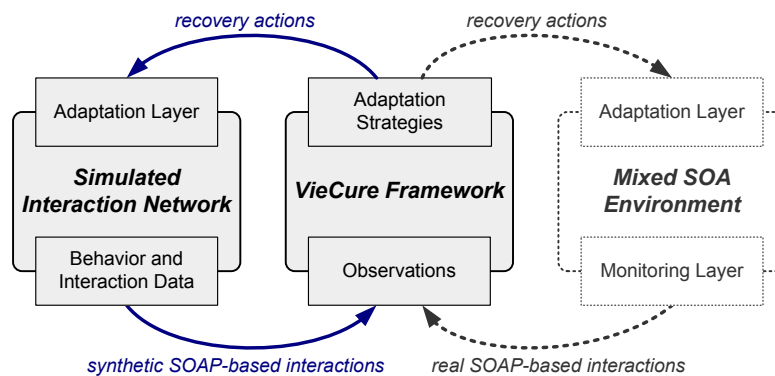 recovery actions
recovery actions
Adaptation Layer
Adaptation
Strategies
Adaptation Layer
Simulated
Interaction Network
VieCure Framework
Mixed SOA
Environment
Behavior and
Interaction Data
Observations
Monitoring Layer
synthetic SOAP-based interactions
real SOAP-based interactions